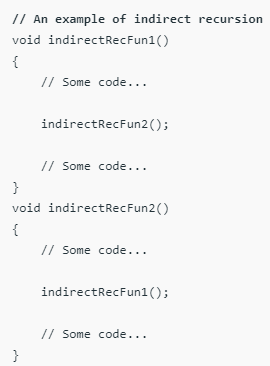 // An example of indirect recursion
void indirectRecFun1()
{
    // Some code...
    indirectRecFun2();
    // Some code...
}
void indirectRecFun2()
{
    // Some code...
    indirectRecFun1();
    // Some code...
}